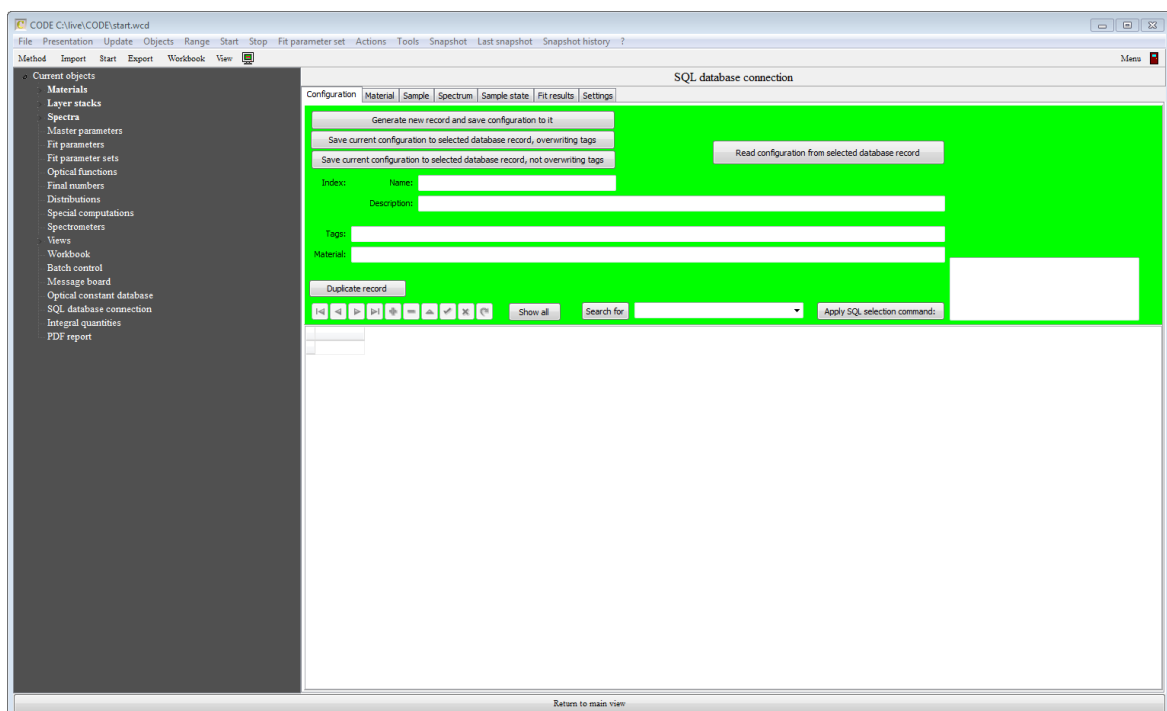 CODE C:\live\CODE\start.wcd
File Presentation Update Objects Range Start Stop Fit parameter set Actions Tools Snapshot Last snapshot Snapshot history ?
Method Import Start Export Workbook View Menu
Current objects
Materials
Layer stacks
Spectra
Master parameters
Fit parameters
Fit parameter sets
Optical functions
Final numbers
Distributions
Special computations
Spectrometers
Views
Workbook
Batch control
Message board
Optical constant database
SQL database connection
Integral quantities
PDF report
SQL database connection
Configuration Material Sample Spectrum Sample state Fit results Settings
Generate new record and save configuration to it
Save current configuration to selected database record, overwriting tags
Save current configuration to selected database record, not overwriting tags
Read configuration from selected database record
Index: Name:
Description:
Tags:
Material:
Duplicate record
Show all Search for Apply SQL selection command:
Return to main view